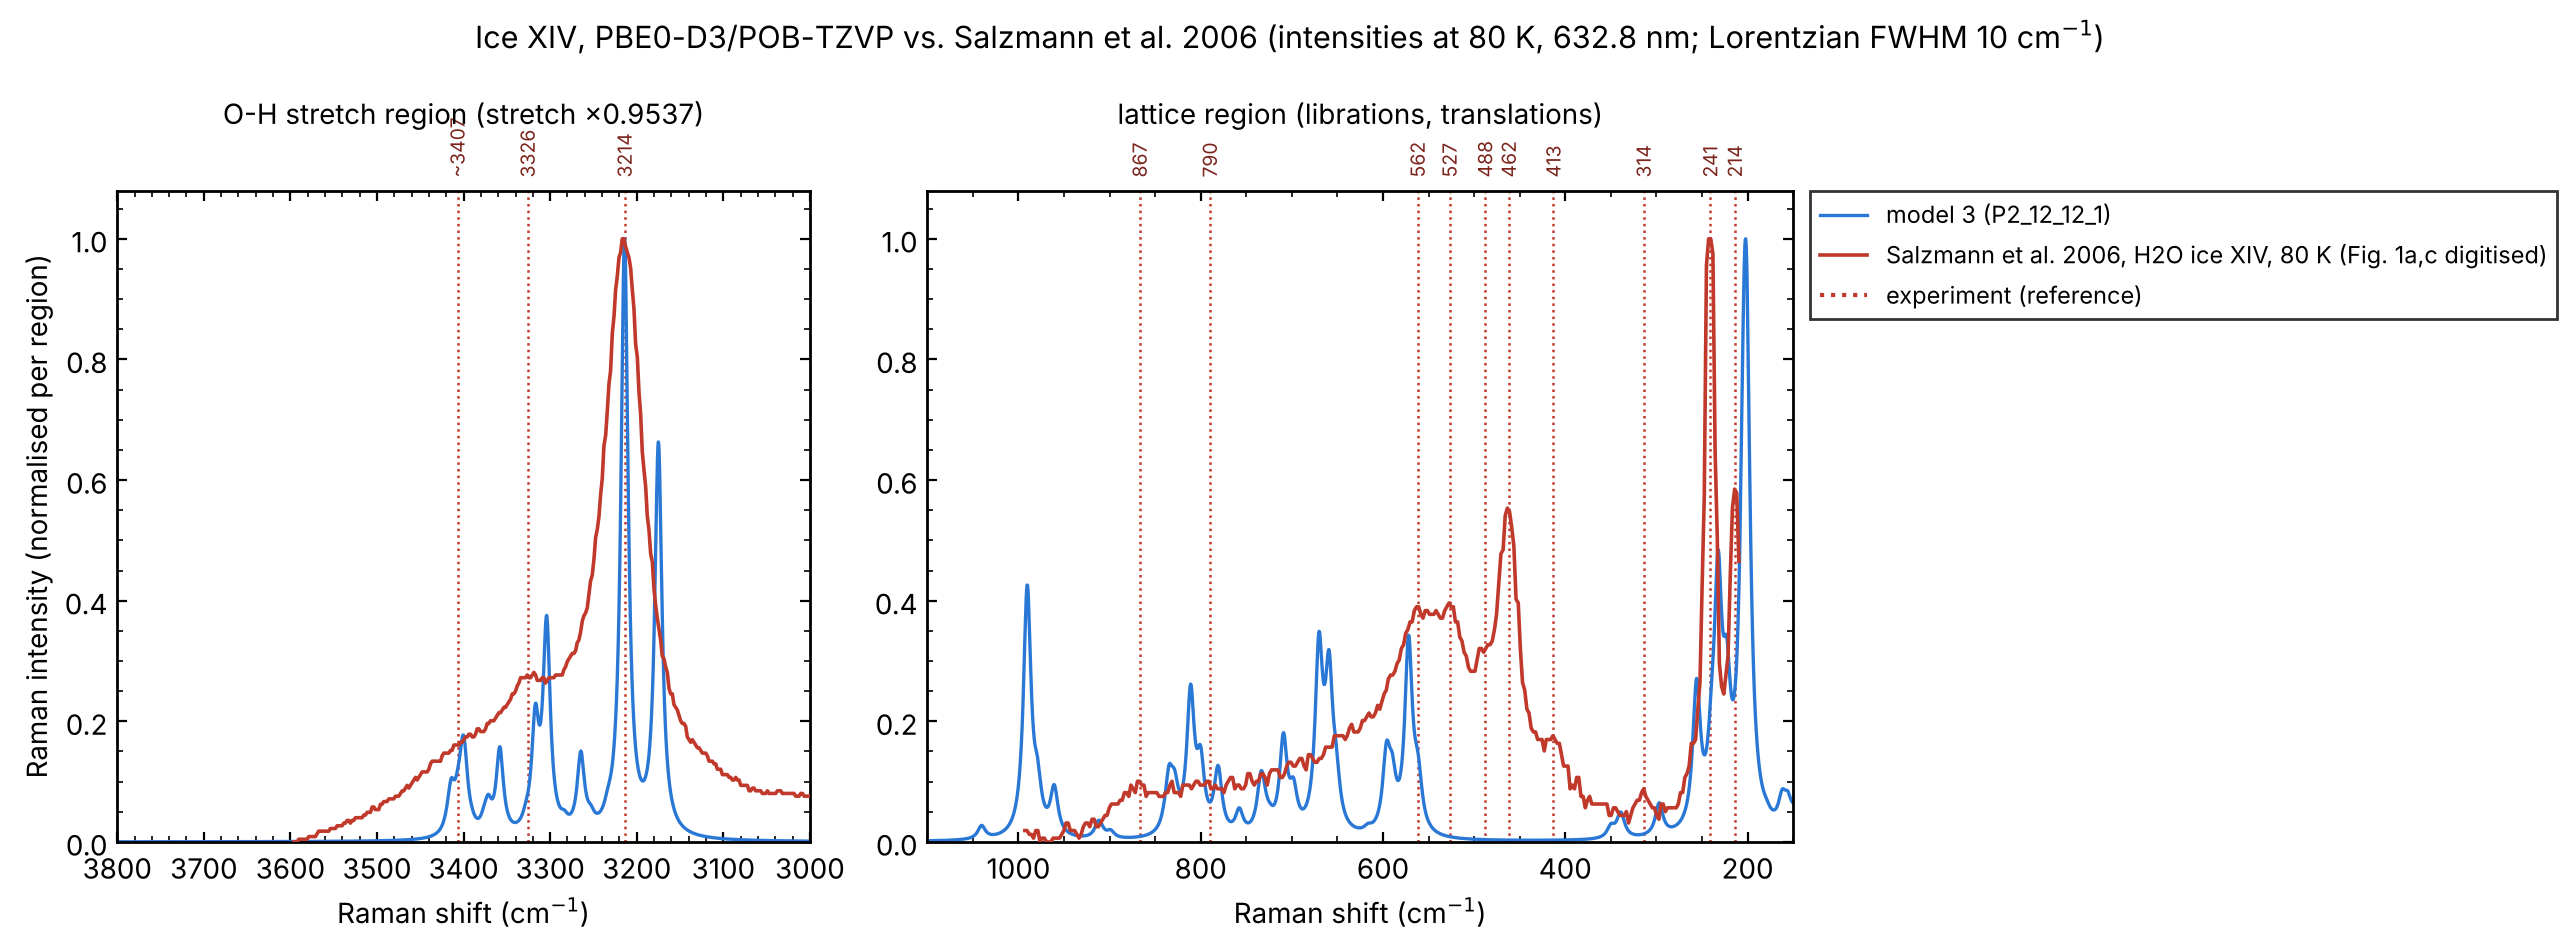 Ice XIV, PBE0-D3/POB-TZVP vs. Salzmann et al. 2006 (intensities at 80 K, 632.8 nm; Lorentzian FWHM 10 cm⁻¹)
O-H stretch region (stretch ×0.9537)
lattice region (librations, translations)
~3407
3326
3214
867
790
562
527
488
462
413
314
241
214
model 3 (P2_12_12_1)
Salzmann et al. 2006, H2O ice XIV, 80 K (Fig. 1a,c digitised)
experiment (reference)
Raman intensity (normalised per region)
1.0
0.8
0.6
0.4
0.2
0.0
1.0
0.8
0.6
0.4
0.2
0.0
3800 3700 3600 3500 3400 3300 3200 3100 3000
1000 800 600 400 200
Raman shift (cm⁻¹)
Raman shift (cm⁻¹)